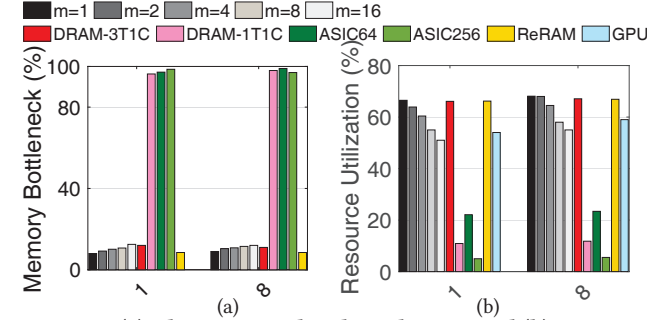 m=1 m=2 m=4 m=8 m=16
DRAM-3T1C DRAM-1T1C ASIC64 ASIC256 ReRAM GPU
Memory Bottleneck (%)
100
80
40
0
1 8
(a)
Resource Utilization (%)
80
60
40
20
0
1 8
(b)